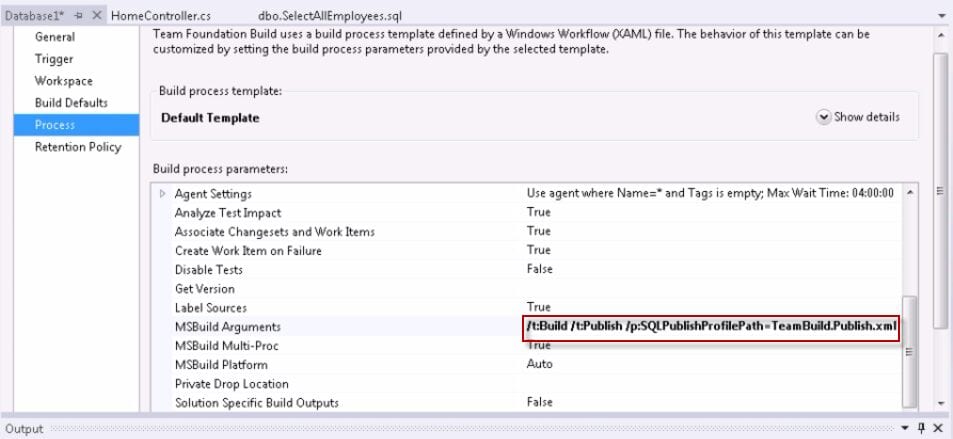 Database1* HomeController.cs dbo.SelectAllEmployees.sql
General
Trigger
Workspace
Build Defaults
Process
Retention Policy
Team Foundation Build uses a build process template defined by a Windows Workflow (XAML) file. The behavior of this template can be
customized by setting the build process parameters provided by the selected template.
Build process template:
Default Template
Show details
Build process parameters:
Agent Settings Use agent where Name=* and Tags is empty; Max Wait Time: 04:00:00
Analyze Test Impact True
Associate Changesets and Work Items True
Create Work Item on Failure True
Disable Tests False
Get Version
Label Sources True
MSBuild Arguments /t:Build /t:Publish /p:SQLPublishProfilePath=TeamBuild.Publish.xml
MSBuild Multi-Proc True
MSBuild Platform Auto
Private Drop Location
Solution Specific Build Outputs False
Output